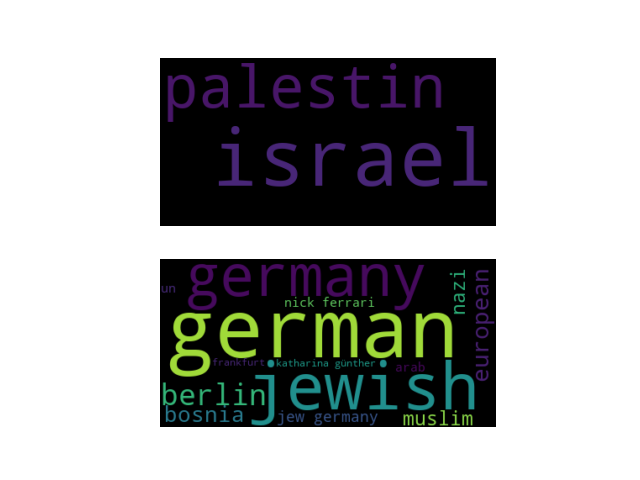 palestin
israel
germany
un
nick ferrari
nazi
european
german
frankfurt
katharina günther
arab
jewish
berlin
bosnia
jew germany
muslim